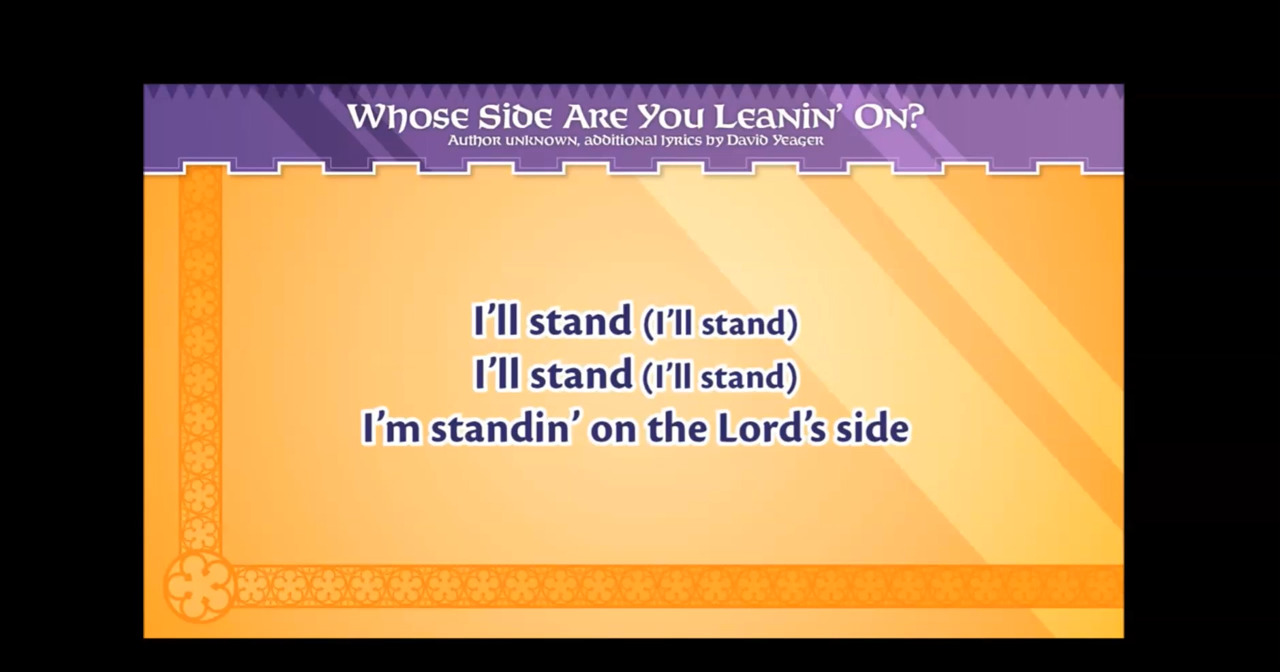 Whose Side Are You Leanin’ On?
Author unknown, additional lyrics by David Yeager
I’ll stand (I’ll stand)
I’ll stand (I’ll stand)
I’m standin’ on the Lord’s side